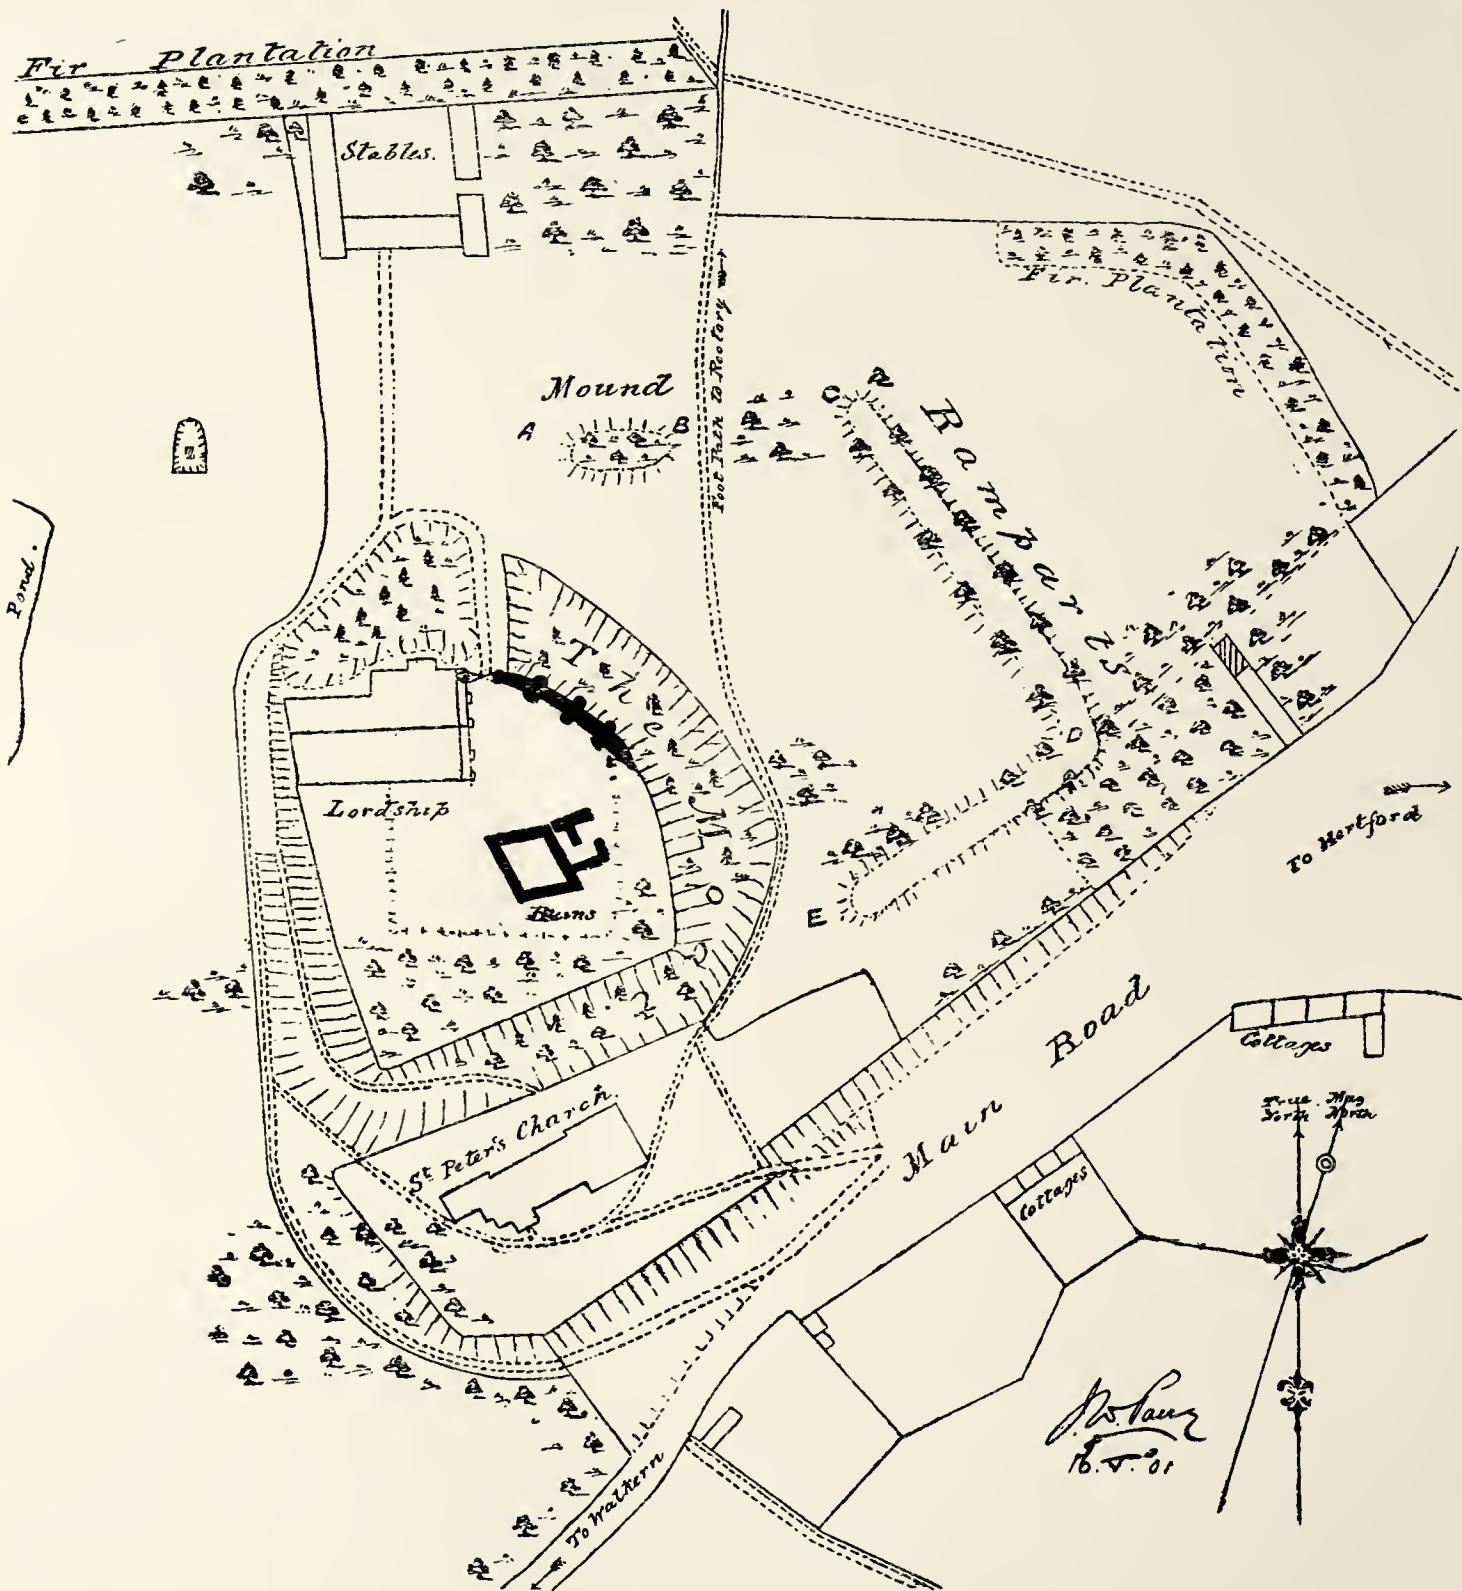 Fir Plantation
Stables.
Fir. Plantation
Foot Path to Rectory
Mound
A
B
C
Ramparts
Pond.
The Moat
D
Lordship
Ruins
E
To Hertford
Main Road
Cottages
St Peter's Church
True North
Mag North
Cottages
16.V.01
To Walkern